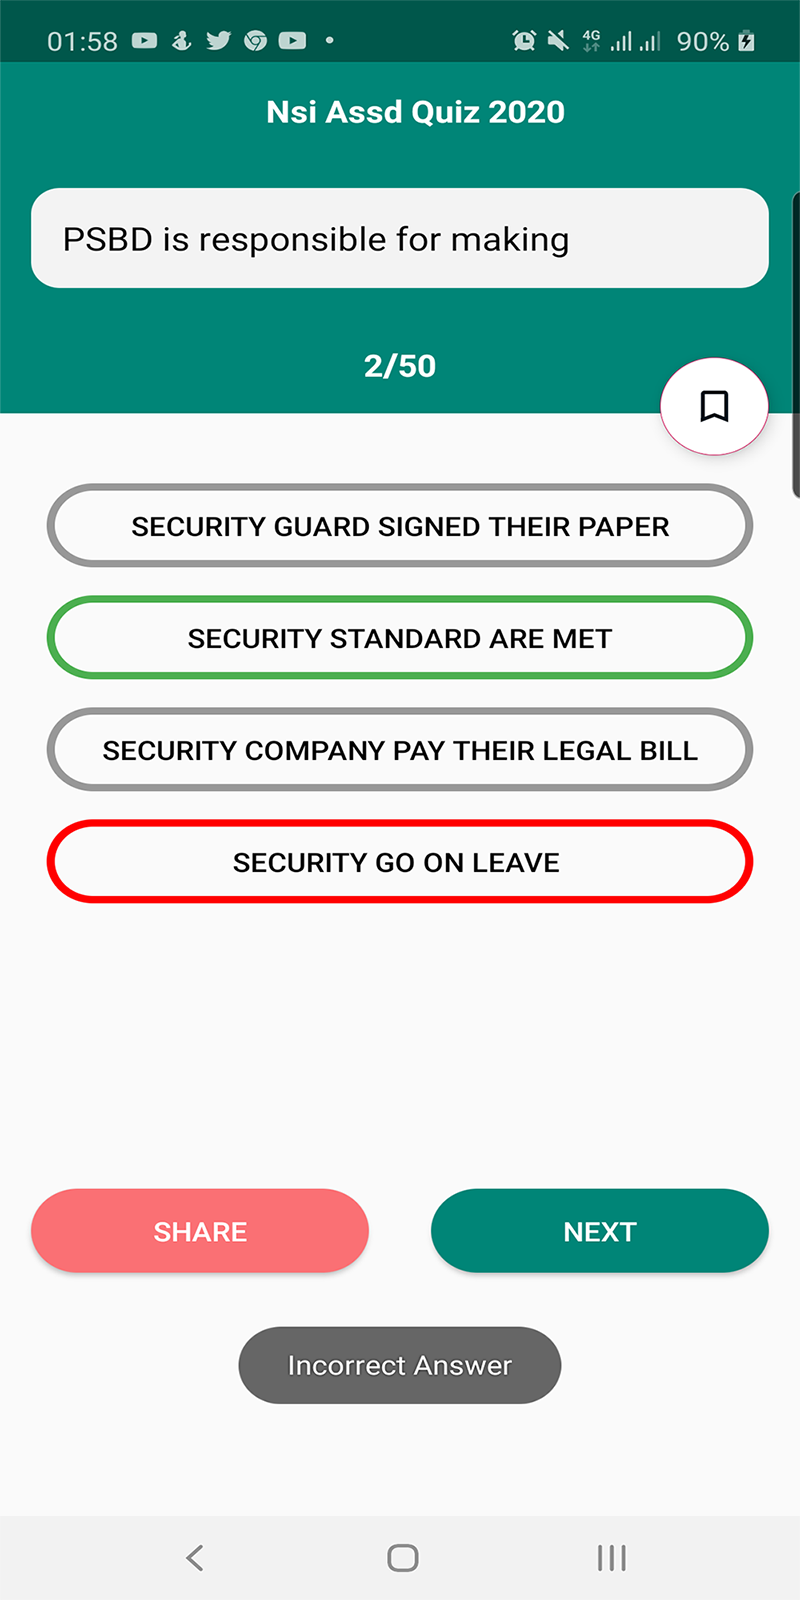 01:58 4G 90%
Nsi Assd Quiz 2020
PSBD is responsible for making
2/50
SECURITY GUARD SIGNED THEIR PAPER
SECURITY STANDARD ARE MET
SECURITY COMPANY PAY THEIR LEGAL BILL
SECURITY GO ON LEAVE
SHARE NEXT
Incorrect Answer